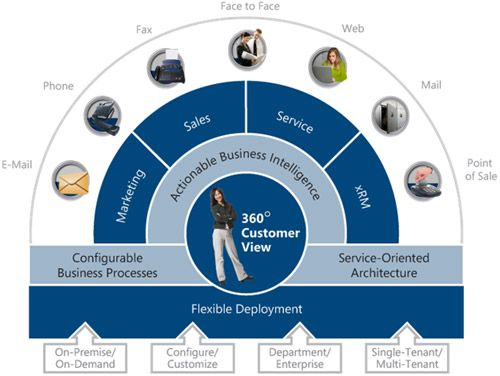 Face to Face
Fax
Web
Phone
Mail
E-Mail
Point
of Sale
Marketing
Sales
Service
xRM
Actionable Business Intelligence
360°
Customer
View
Configurable
Business Processes
Service-Oriented
Architecture
Flexible Deployment
On-Premise/
On-Demand
Configure/
Customize
Department/
Enterprise
Single-Tenant/
Multi-Tenant